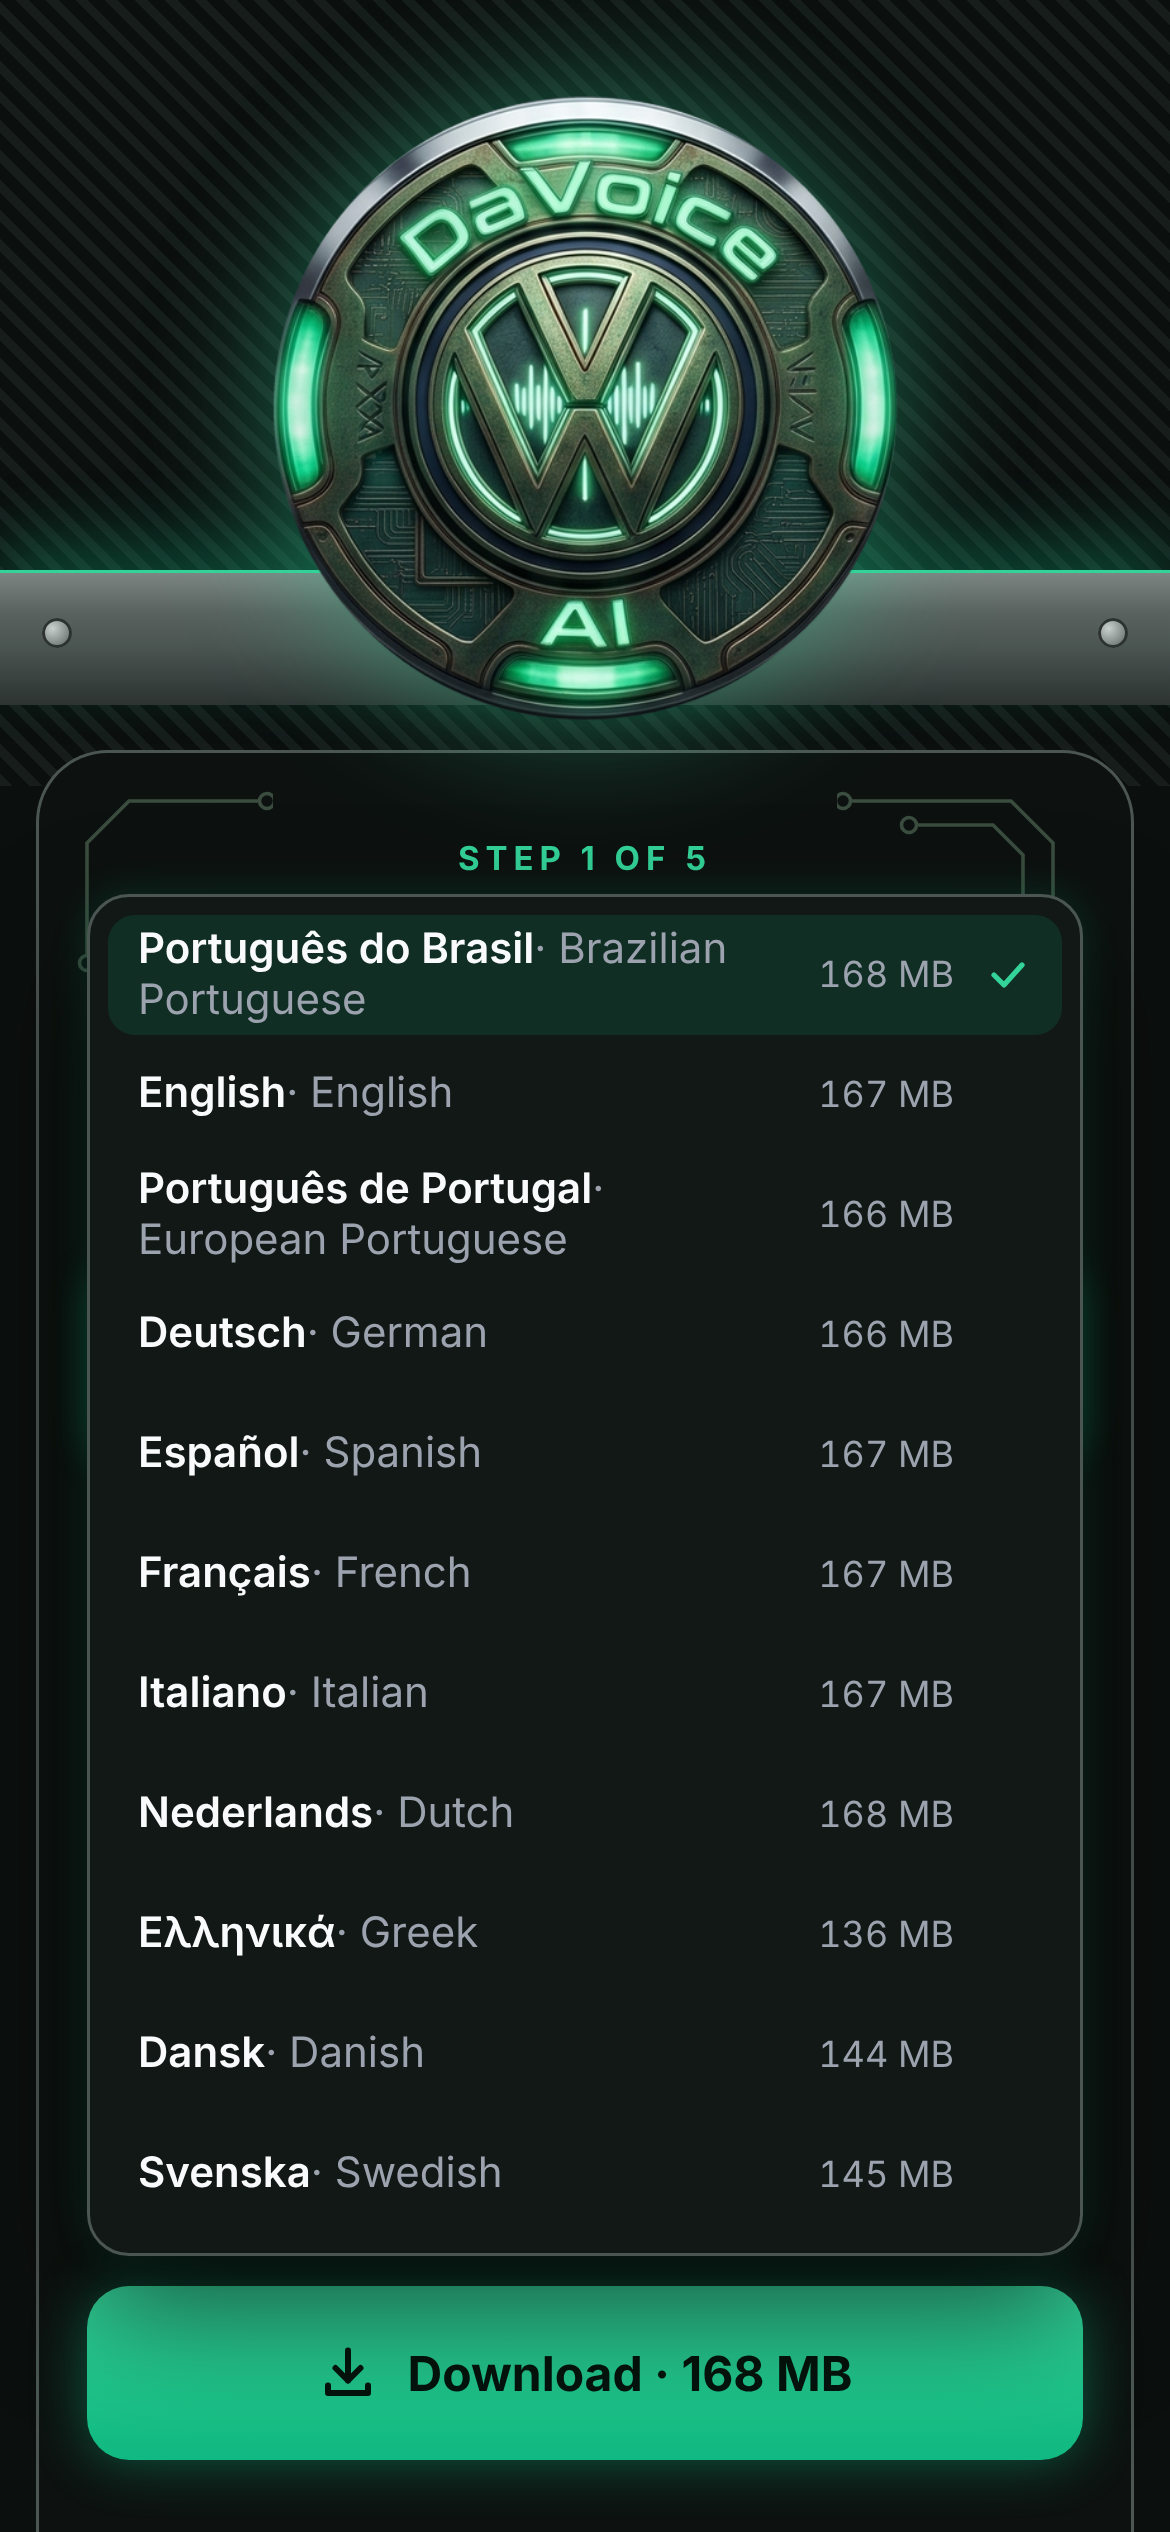 DaVoice
AI
STEP 1 OF 5
Português do Brasil· Brazilian
Portuguese
168 MB
English· English
167 MB
Português de Portugal·
European Portuguese
166 MB
Deutsch· German
166 MB
Español· Spanish
167 MB
Français· French
167 MB
Italiano· Italian
167 MB
Nederlands· Dutch
168 MB
Ελληνικά· Greek
136 MB
Dansk· Danish
144 MB
Svenska· Swedish
145 MB
Download · 168 MB